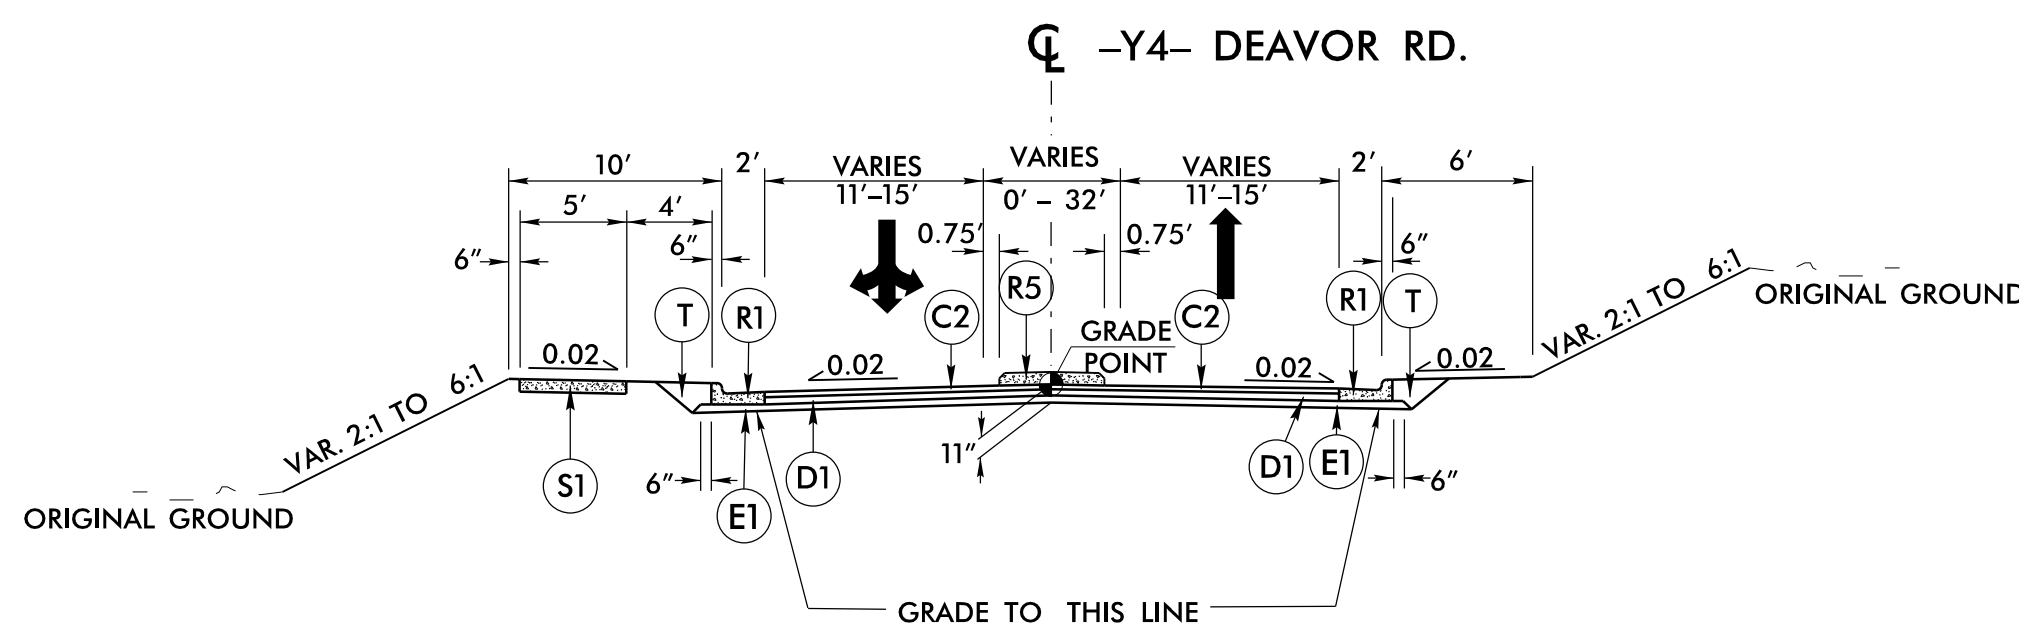 ℄ –Y4– DEAVOR RD.
10' 2' VARIES VARIES VARIES 2' 6'
11'–15' 0' – 32' 11'–15'
5' 4'
6" 6" 0.75' 0.75' 6"
T R1 C2 R5 C2 R1 T
GRADE
POINT
0.02 0.02 0.02 0.02
VAR. 2:1 TO 6:1
VAR. 2:1 TO 6:1
ORIGINAL GROUND
ORIGINAL GROUND
11"
S1 6" E1 D1 D1 E1 6"
GRADE TO THIS LINE